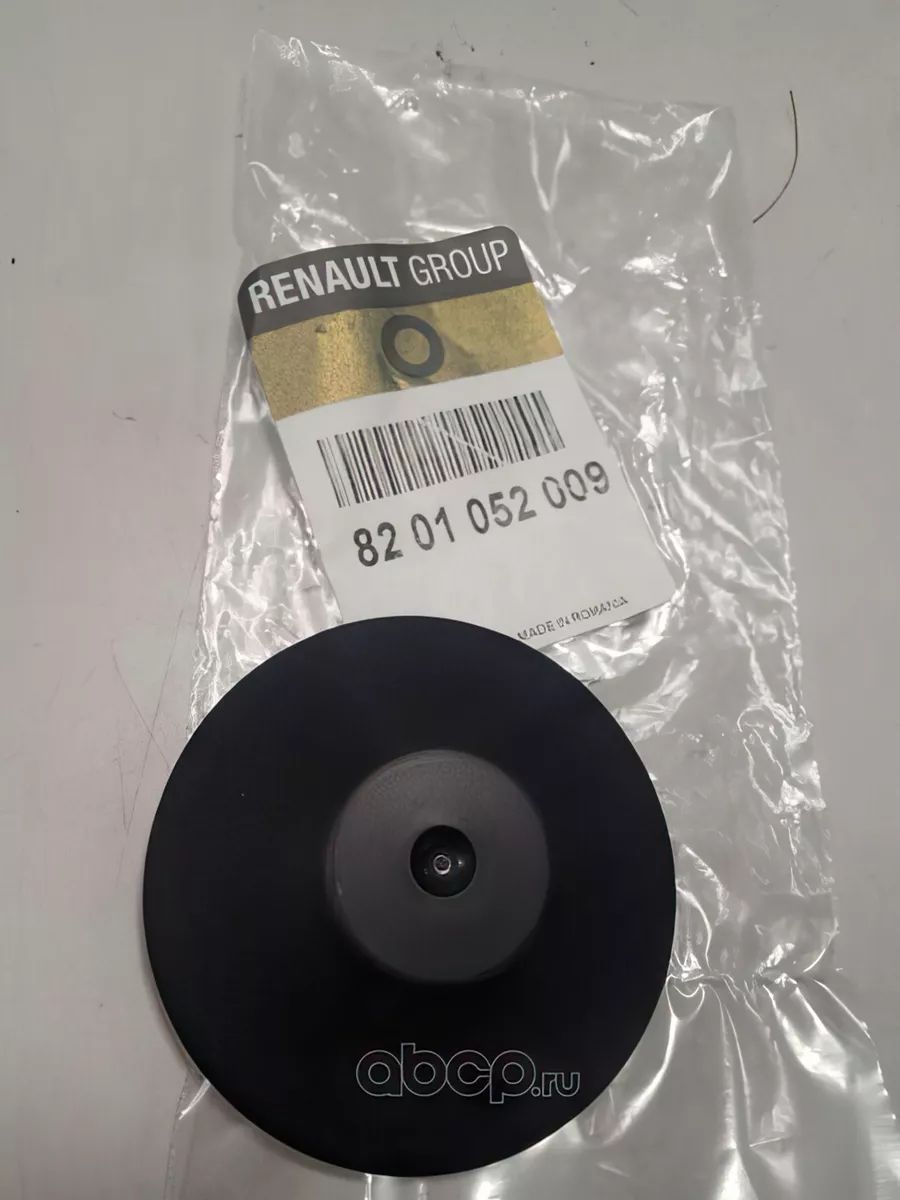 RENAULT GROUP
82 01 052 009
MADE IN ROMANIA
abcp.ru